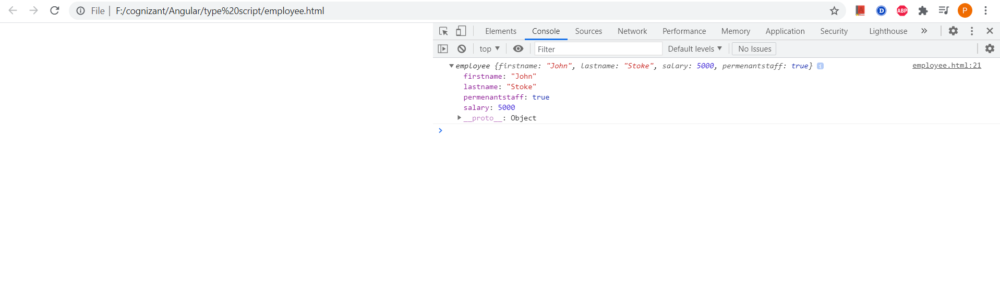 File F:/cognizant/Angular/type%20script/employee.html ABP P
Elements Console Sources Network Performance Memory Application Security Lighthouse »
top Filter Default levels No Issues
employee {firstname: "John", lastname: "Stoke", salary: 5000, permenantstaff: true} i employee.html:21
firstname: "John"
lastname: "Stoke"
permenantstaff: true
salary: 5000
__proto__: Object
>